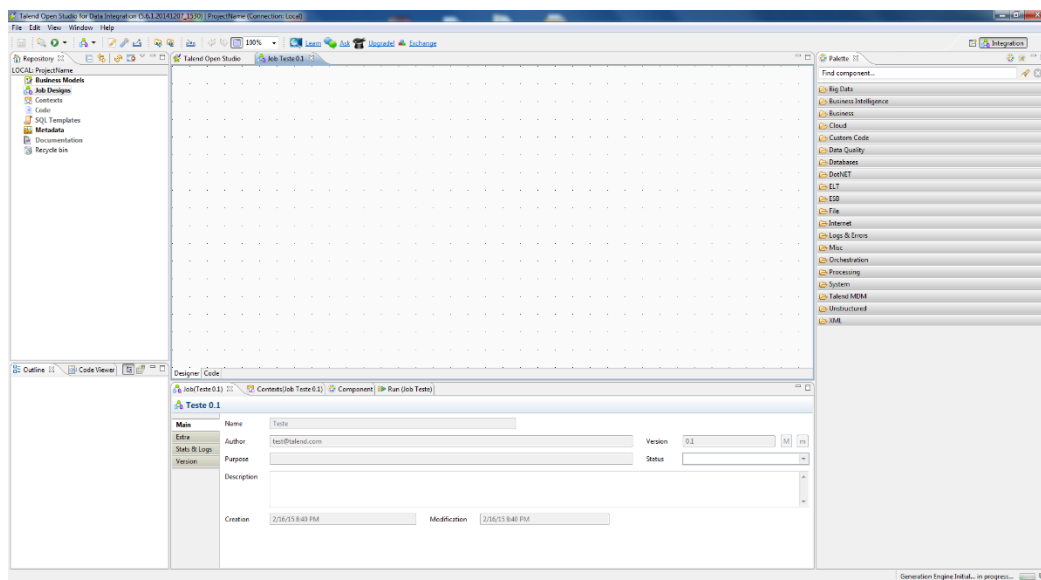 Talend Open Studio for Data Integration (5.6.1.20141207_1530) | ProjectName (Connection: Local)
File Edit View Window Help
100% Learn Ask Upgrade! Exchange Integration
Repository
LOCAL: ProjectName
Business Models
Job Designs
Contexts
Code
SQL Templates
Metadata
Documentation
Recycle bin
Outline Code Viewer
Talend Open Studio Job Teste 0.1
Designer Code
Job(Teste 0.1) Contexts(Job Teste 0.1) Component Run (Job Teste)
Teste 0.1
Main
Extra
Stats & Logs
Version
Name Teste
Author test@talend.com Version 0.1 M m
Purpose Status
Description
Creation 2/16/15 8:40 PM Modification 2/16/15 8:40 PM
Palette
Find component...
Big Data
Business Intelligence
Business
Cloud
Custom Code
Data Quality
Databases
DotNET
ELT
ESB
File
Internet
Logs & Errors
Misc
Orchestration
Processing
System
Talend MDM
Unstructured
XML
Generation Engine Initial... in progress...